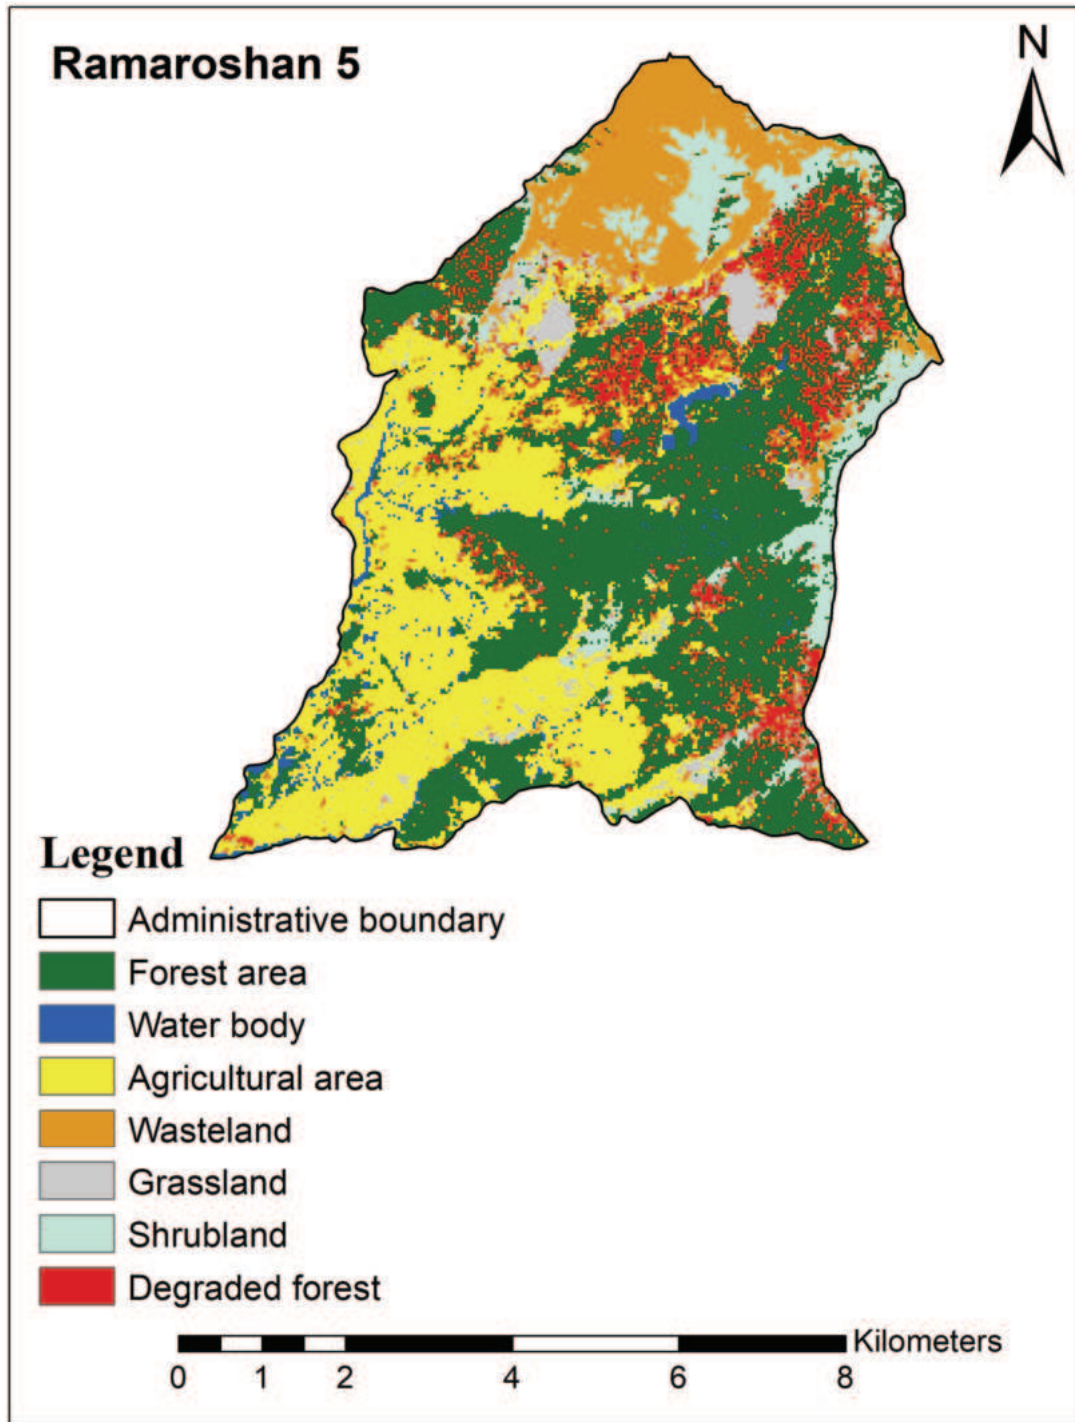 Ramaroshan 5
N
Legend
Administrative boundary
Forest area
Water body
Agricultural area
Wasteland
Grassland
Shrubland
Degraded forest
Kilometers
0 1 2 4 6 8